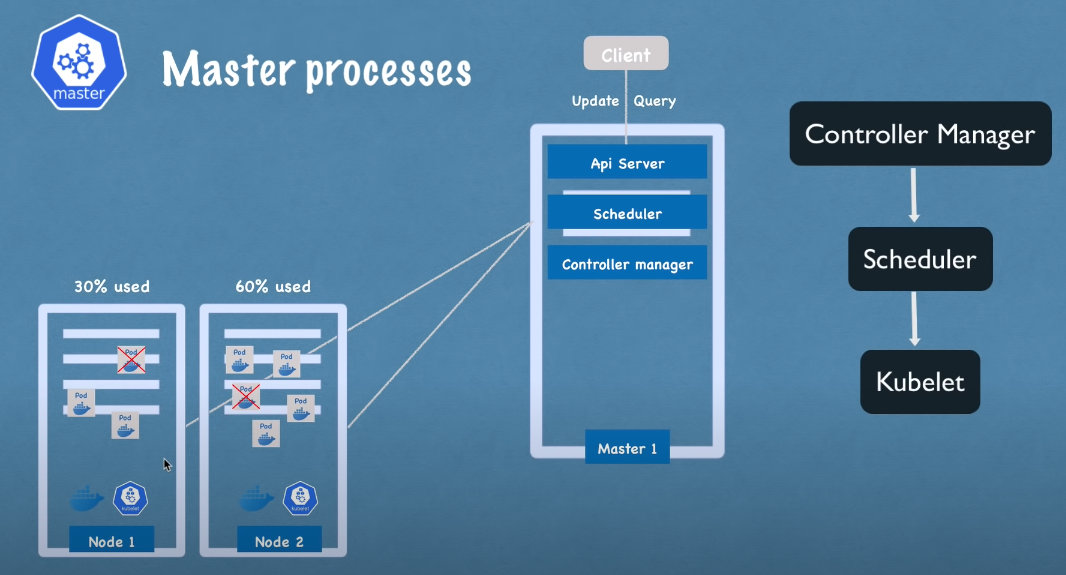 master
Master processes
Client
Update Query
Api Server
Scheduler
Controller manager
Master 1
Controller Manager
Scheduler
Kubelet
30% used
60% used
Pod
Pod
Pod
Pod
Pod
Pod
Pod
Pod
kubelet
kubelet
Node 1
Node 2